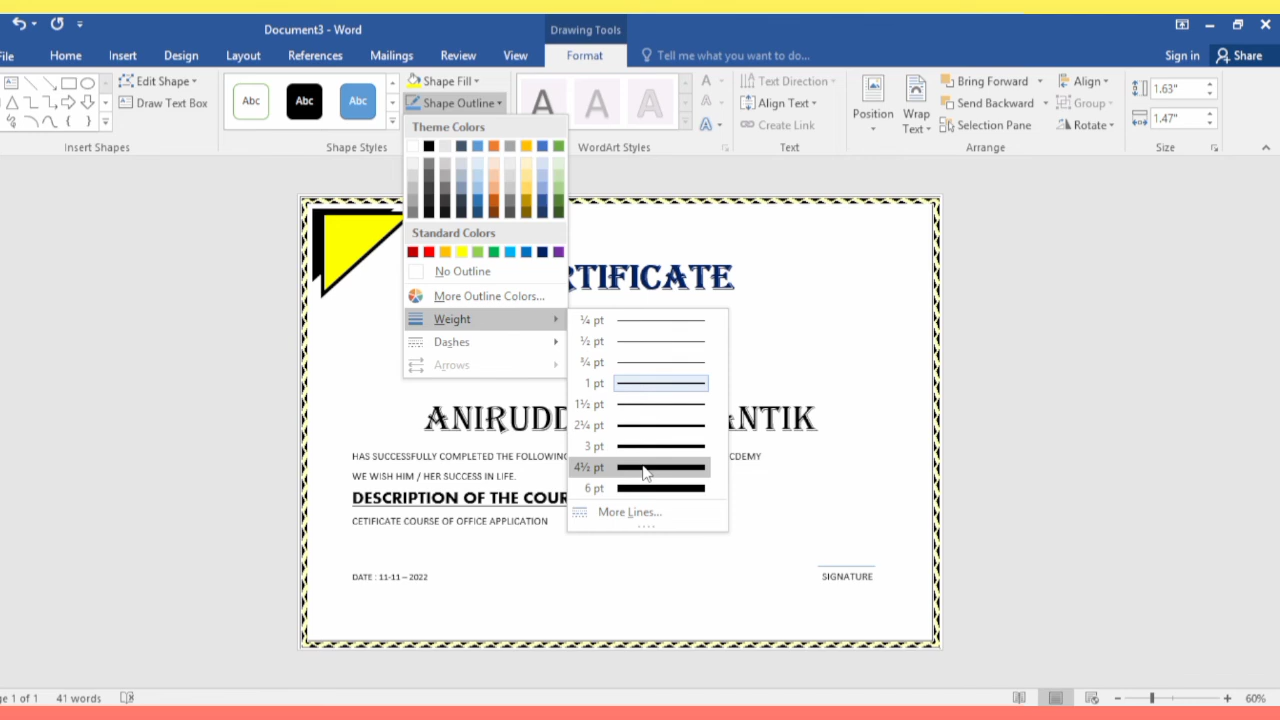 Document3 - Word
Drawing Tools
File
Home
Insert
Design
Layout
References
Mailings
Review
View
Format
Tell me what you want to do...
Sign in
Share
Edit Shape
Draw Text Box
Insert Shapes
Abc
Abc
Abc
Shape Styles
Shape Fill
Shape Outline
A
A
A
WordArt Styles
Text Direction
Align Text
Create Link
Text
Position
Wrap
Text
Bring Forward
Send Backward
Selection Pane
Align
Group
Rotate
Arrange
1.63"
1.47"
Size
Theme Colors
Standard Colors
No Outline
More Outline Colors...
Weight
Dashes
Arrows
¼ pt
½ pt
¾ pt
1 pt
1½ pt
2¼ pt
3 pt
4½ pt
6 pt
More Lines...
RTIFICATE
ANIRUDD NTIK
HAS SUCCESSFULLY COMPLETED THE FOLLOWING CDEMY
WE WISH HIM / HER SUCCESS IN LIFE.
DESCRIPTION OF THE COUR
CETIFICATE COURSE OF OFFICE APPLICATION
DATE : 11-11 – 2022
SIGNATURE
ge 1 of 1
41 words
60%